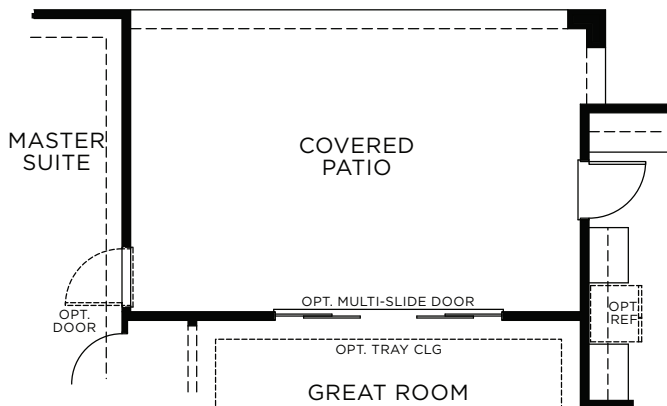 MASTER
SUITE
COVERED
PATIO
OPT. MULTI-SLIDE DOOR
OPT.
DOOR
OPT.
REF.
OPT. TRAY CLG
GREAT ROOM